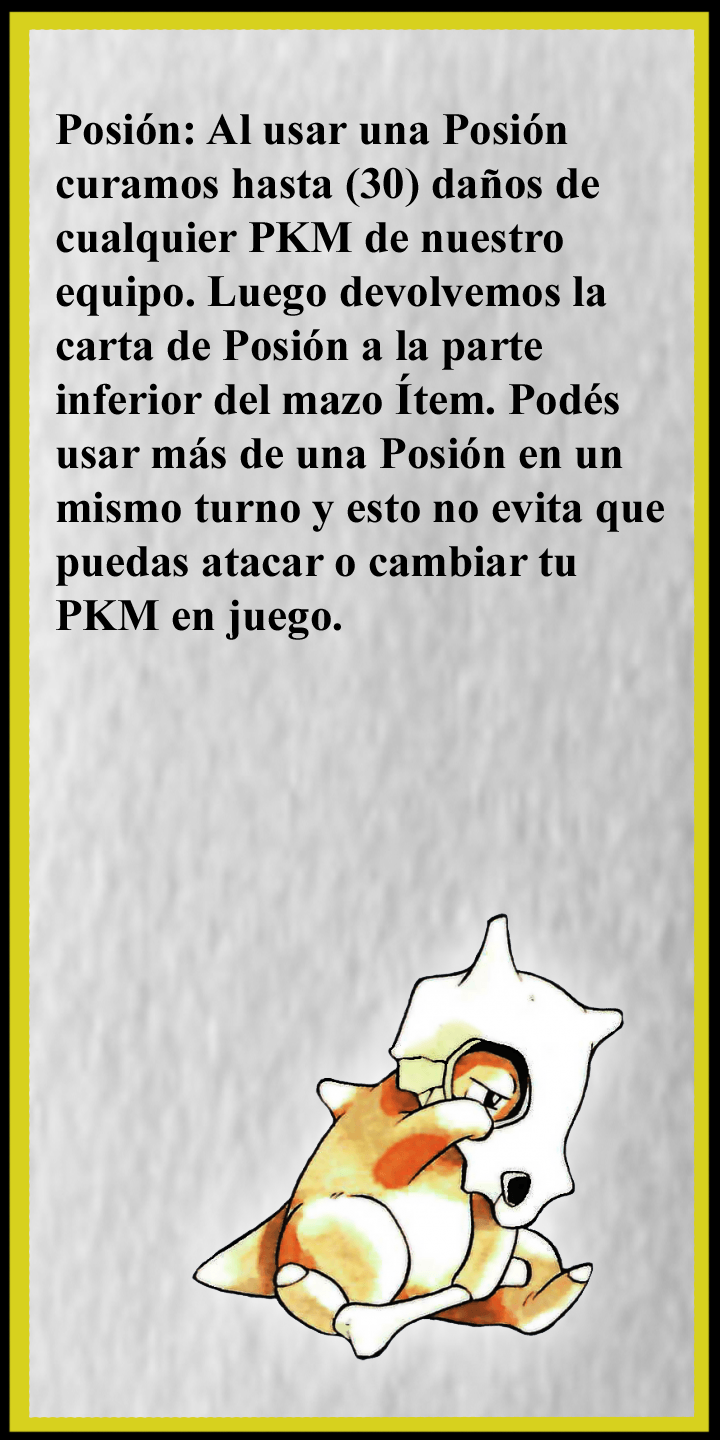 Posión: Al usar una Posión
curamos hasta (30) daños de
cualquier PKM de nuestro
equipo. Luego devolvemos la
carta de Posión a la parte
inferior del mazo Ítem. Podés
usar más de una Posión en un
mismo turno y esto no evita que
puedas atacar o cambiar tu
PKM en juego.